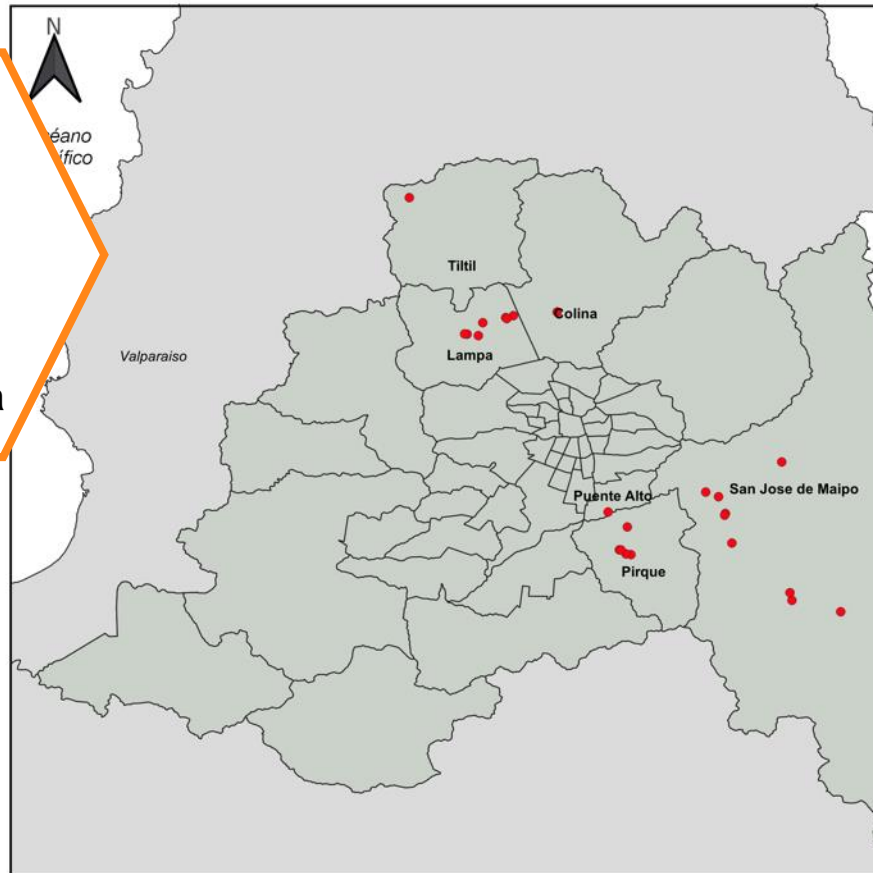 N
éano
ífico
Tiltil
Colina
Lampa
Valparaiso
Puente Alto
San Jose de Maipo
Pirque